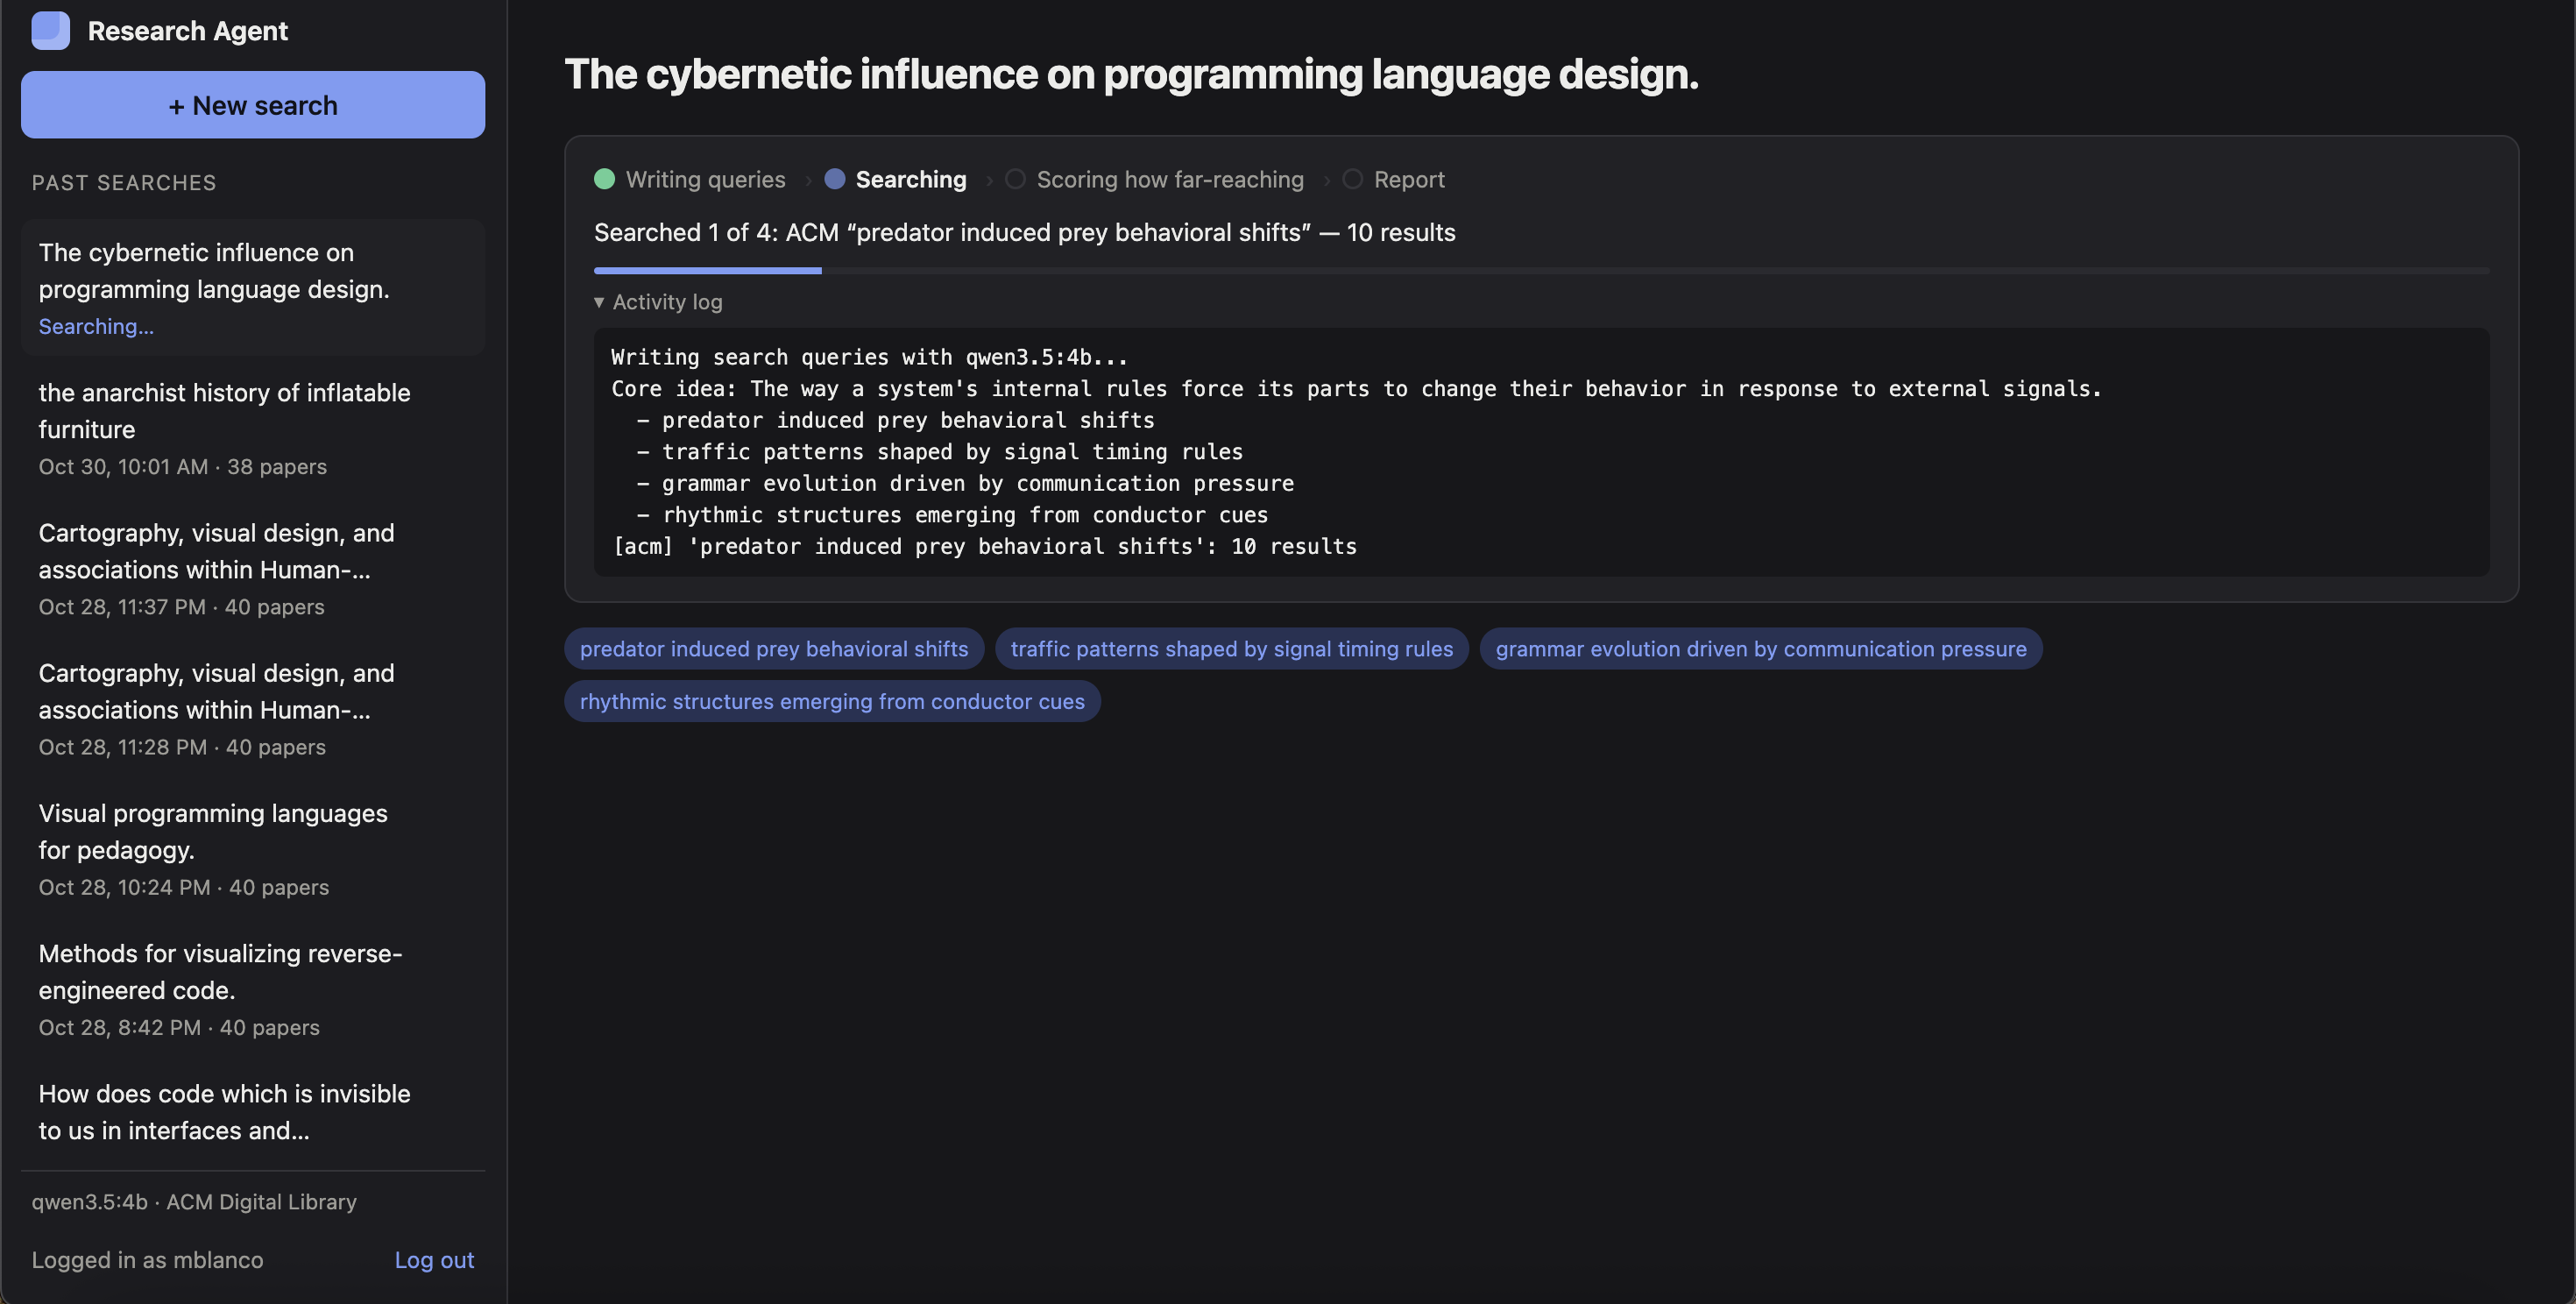 Research Agent
+ New search
PAST SEARCHES
The cybernetic influence on
programming language design.
Searching...
the anarchist history of inflatable
furniture
Oct 30, 10:01 AM · 38 papers
Cartography, visual design, and
associations within Human-...
Oct 28, 11:37 PM · 40 papers
Cartography, visual design, and
associations within Human-...
Oct 28, 11:28 PM · 40 papers
Visual programming languages
for pedagogy.
Oct 28, 10:24 PM · 40 papers
Methods for visualizing reverse-
engineered code.
Oct 28, 8:42 PM · 40 papers
How does code which is invisible
to us in interfaces and...
qwen3.5:4b · ACM Digital Library
Logged in as mblanco Log out
The cybernetic influence on programming language design.
Writing queries › Searching › Scoring how far-reaching › Report
Searched 1 of 4: ACM “predator induced prey behavioral shifts” — 10 results
▾ Activity log
Writing search queries with qwen3.5:4b...
Core idea: The way a system's internal rules force its parts to change their behavior in response to external signals.
– predator induced prey behavioral shifts
– traffic patterns shaped by signal timing rules
– grammar evolution driven by communication pressure
– rhythmic structures emerging from conductor cues
[acm] 'predator induced prey behavioral shifts': 10 results
predator induced prey behavioral shifts traffic patterns shaped by signal timing rules grammar evolution driven by communication pressure
rhythmic structures emerging from conductor cues